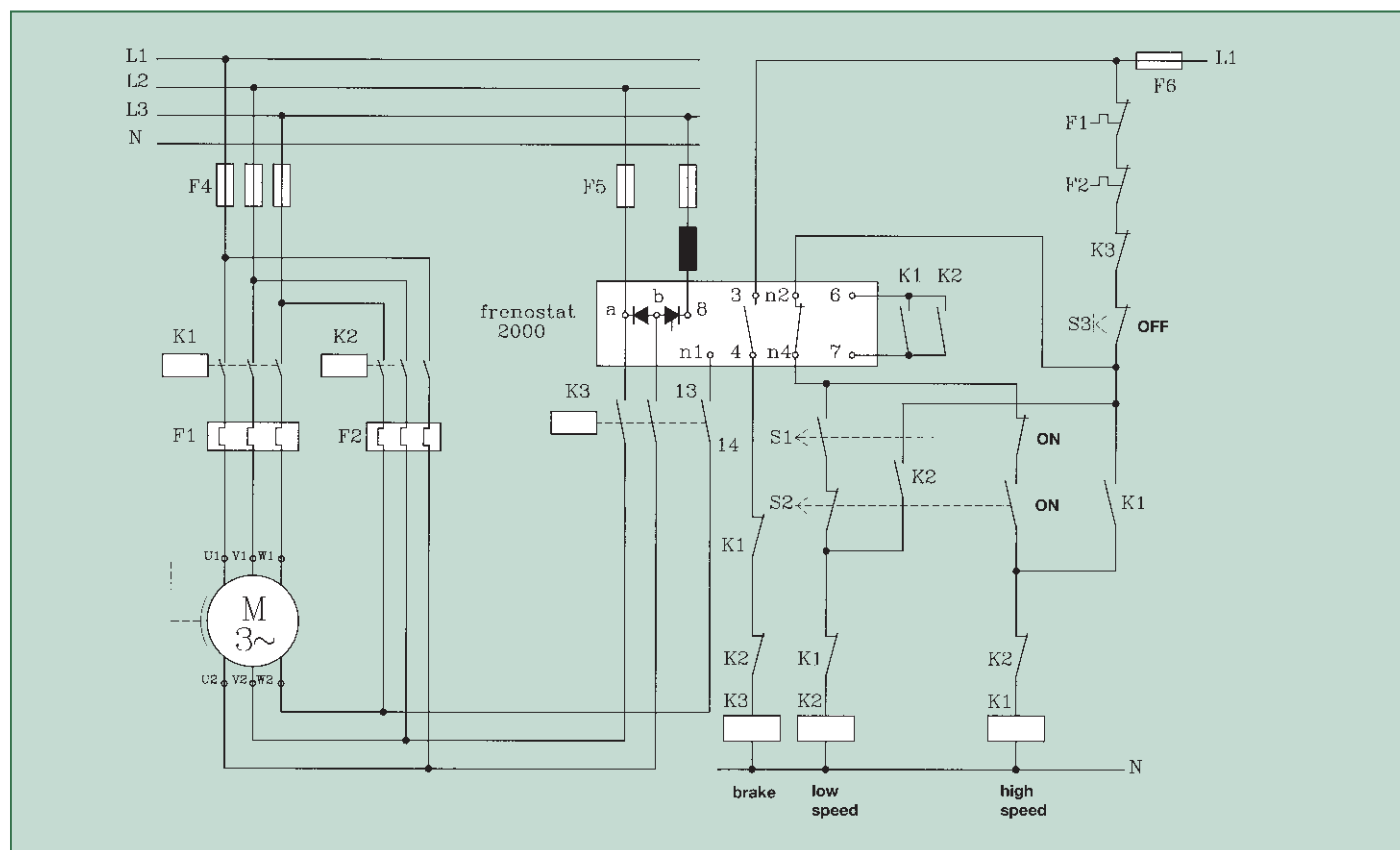 L1
L2
L3
N
L1
F6
F1
F2
F4
F5
K3
K1
K2
frenostat
2000
a
b
8
3
n2
6
n1
4
n4
7
S3
OFF
K1
K2
K3
13
14
F1
F2
S1
ON
K2
S2
ON
K1
K1
U1
V1
W1
M
3~
U2
V2
W2
K2
K1
K2
K3
K2
K1
N
brake
low
speed
high
speed